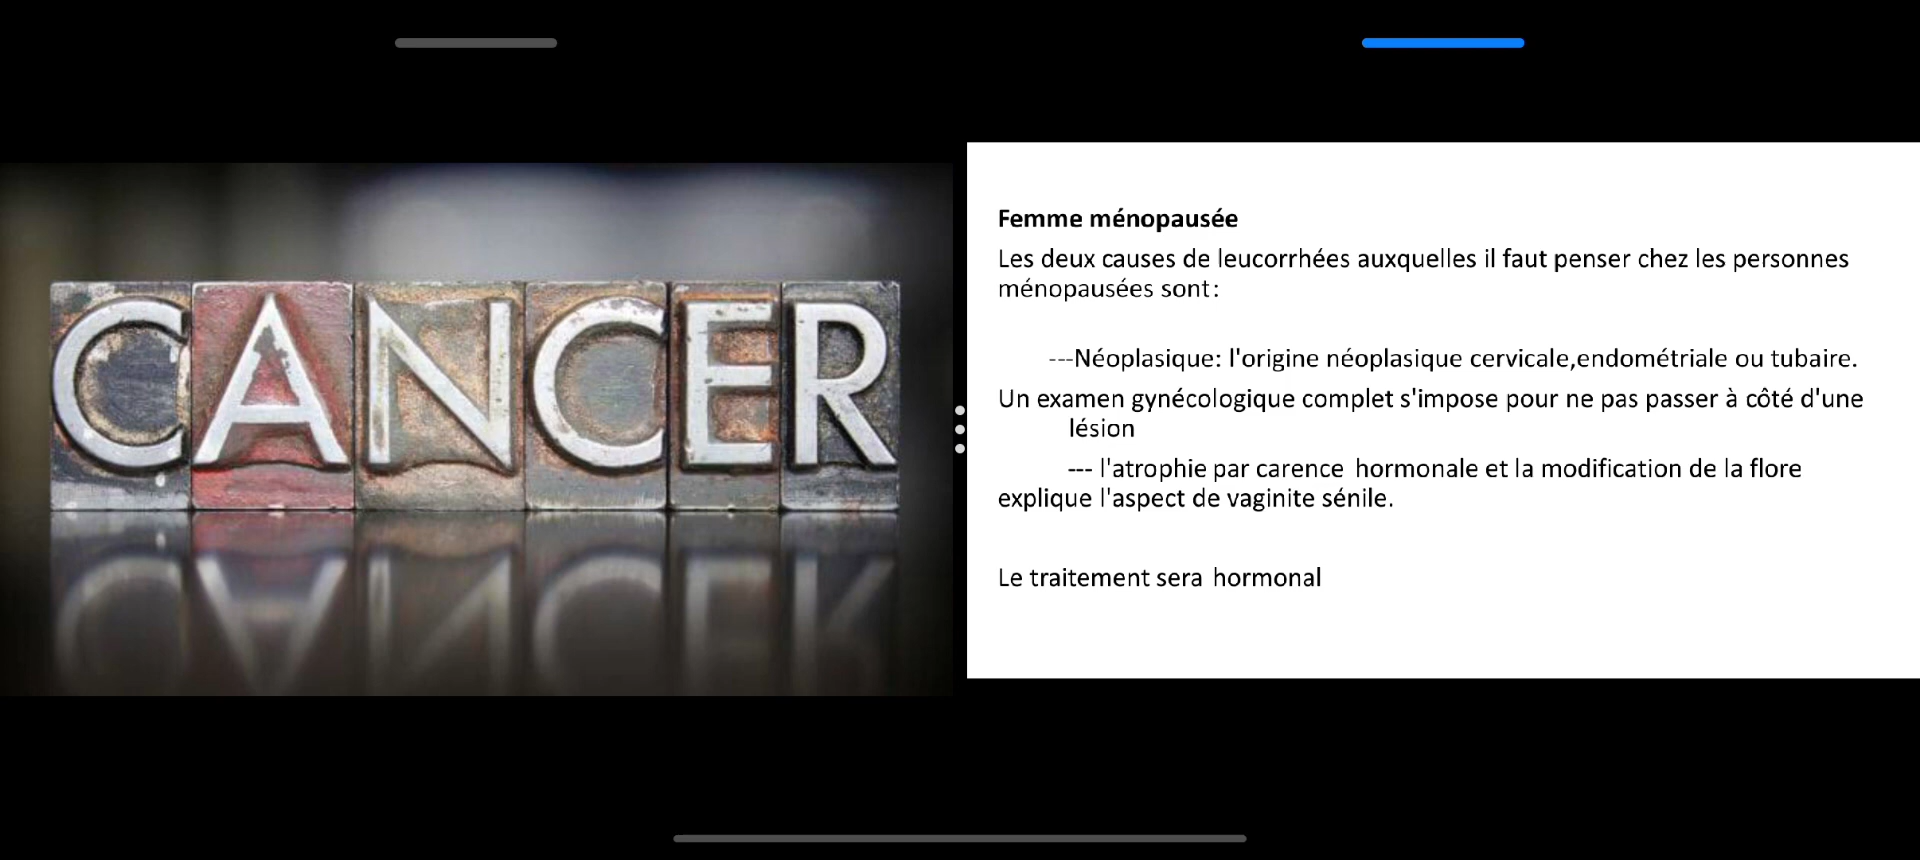 CANCER
Femme ménopausée
Les deux causes de leucorrhées auxquelles il faut penser chez les personnes
ménopausées sont:
---Néoplasique: l'origine néoplasique cervicale,endométriale ou tubaire.
Un examen gynécologique complet s'impose pour ne pas passer à côté d'une
lésion
--- l'atrophie par carence hormonale et la modification de la flore
explique l'aspect de vaginite sénile.
Le traitement sera hormonal